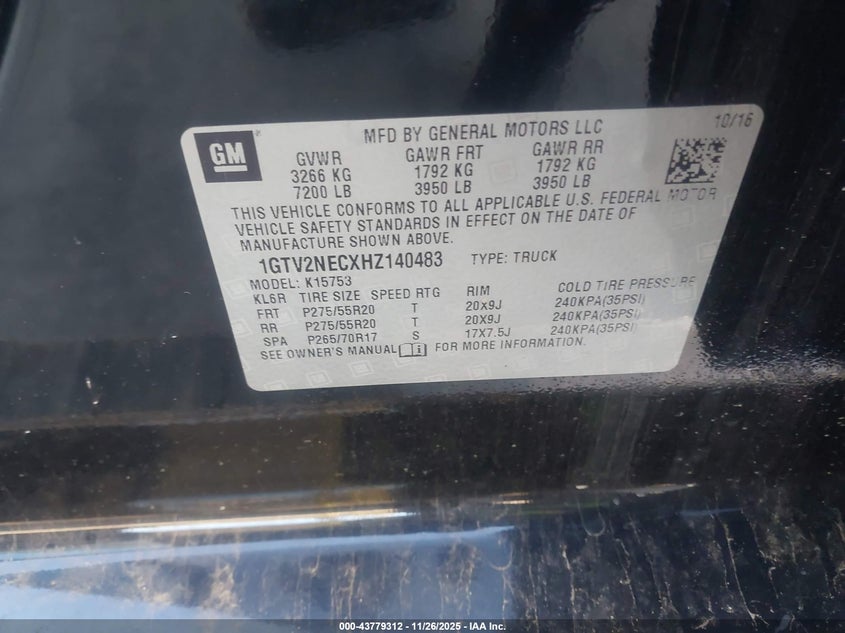 GM
MFD BY GENERAL MOTORS LLC
10/16
GVWR GAWR FRT GAWR RR
3266 KG 1792 KG 1792 KG
7200 LB 3950 LB 3950 LB
THIS VEHICLE CONFORMS TO ALL APPLICABLE U.S. FEDERAL MOTOR
VEHICLE SAFETY STANDARDS IN EFFECT ON THE DATE OF
MANUFACTURE SHOWN ABOVE.
1GTV2NECXHZ140483 TYPE: TRUCK
MODEL: K15753
KL6R TIRE SIZE SPEED RTG RIM COLD TIRE PRESSURE
FRT P275/55R20 T 20x9J 240KPA(35PSI)
RR P275/55R20 T 20X9J 240KPA(35PSI)
SPA P265/70R17 S 17X7.5J 240KPA(35PSI)
SEE OWNER'S MANUAL FOR MORE INFORMATION.
000-43779312 | 11/26/2025 | IAA Inc.